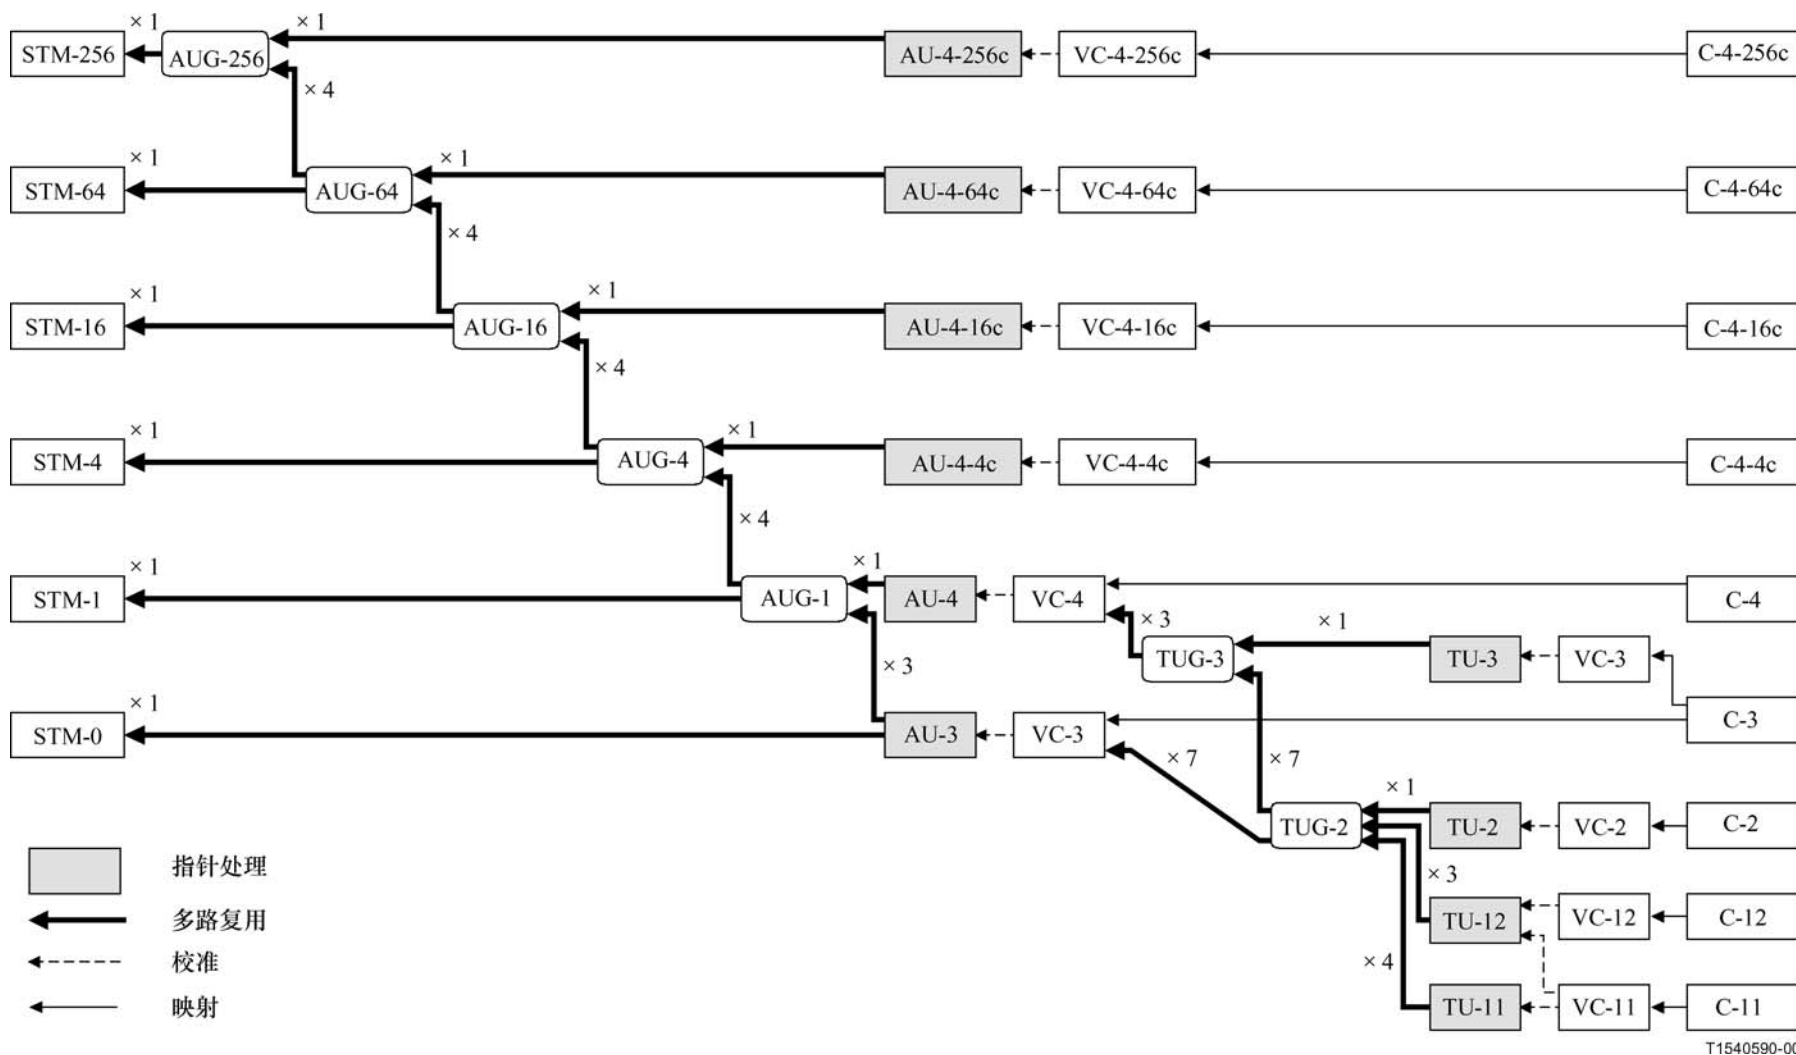 × 1 × 1
STM-256 AUG-256 AU-4-256c VC-4-256c C-4-256c
× 4
× 1 × 1
STM-64 AUG-64 AU-4-64c VC-4-64c C-4-64c
× 4
× 1 × 1
STM-16 AUG-16 AU-4-16c VC-4-16c C-4-16c
× 4
× 1 × 1
STM-4 AUG-4 AU-4-4c VC-4-4c C-4-4c
× 4
× 1 × 1
STM-1 AUG-1 AU-4 VC-4 C-4
× 3 × 1
TUG-3 TU-3 VC-3
× 3
× 1
STM-0 AU-3 VC-3 C-3
× 7 × 7
× 1
TUG-2 TU-2 VC-2 C-2
× 3
TU-12 VC-12 C-12
× 4
TU-11 VC-11 C-11
指针处理
多路复用
校准
映射
T1540590-00